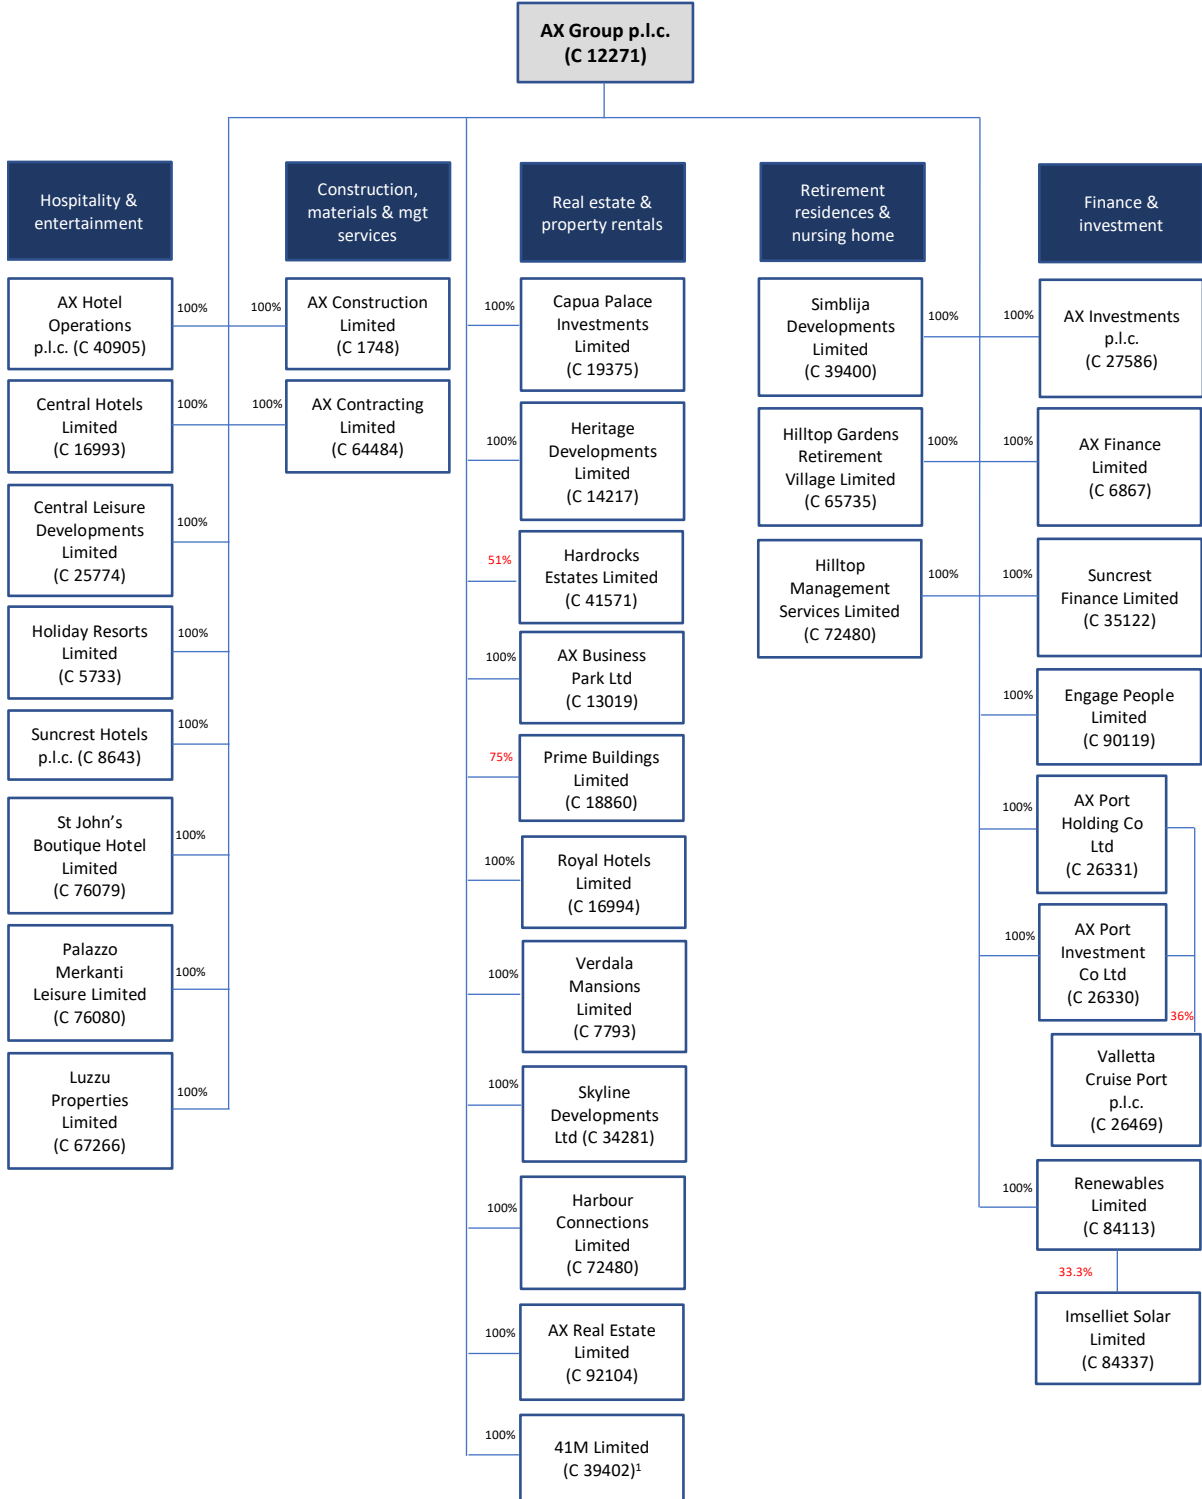 AX Group p.l.c.
(C 12271)
Hospitality &
entertainment
Construction,
materials & mgt
services
Real estate &
property rentals
Retirement
residences &
nursing home
Finance &
investment
AX Hotel
Operations
p.l.c. (C 40905)
100%
Central Hotels
Limited
(C 16993)
100%
Central Leisure
Developments
Limited
(C 25774)
100%
Holiday Resorts
Limited
(C 5733)
100%
Suncrest Hotels
p.l.c. (C 8643)
100%
St John’s
Boutique Hotel
Limited
(C 76079)
100%
Palazzo
Merkanti
Leisure Limited
(C 76080)
100%
Luzzu
Properties
Limited
(C 67266)
100%
100%
AX Construction
Limited
(C 1748)
100%
AX Contracting
Limited
(C 64484)
100%
Capua Palace
Investments
Limited
(C 19375)
100%
Heritage
Developments
Limited
(C 14217)
51%
Hardrocks
Estates Limited
(C 41571)
100%
AX Business
Park Ltd
(C 13019)
75%
Prime Buildings
Limited
(C 18860)
100%
Royal Hotels
Limited
(C 16994)
100%
Verdala
Mansions
Limited
(C 7793)
100%
Skyline
Developments
Ltd (C 34281)
100%
Harbour
Connections
Limited
(C 72480)
100%
AX Real Estate
Limited
(C 92104)
100%
41M Limited
(C 39402)¹
Simblija
Developments
Limited
(C 39400)
100%
Hilltop Gardens
Retirement
Village Limited
(C 65735)
100%
Hilltop
Management
Services Limited
(C 72480)
100%
100%
AX Investments
p.l.c.
(C 27586)
100%
AX Finance
Limited
(C 6867)
100%
Suncrest
Finance Limited
(C 35122)
100%
Engage People
Limited
(C 90119)
100%
AX Port
Holding Co
Ltd
(C 26331)
100%
AX Port
Investment
Co Ltd
(C 26330)
36%
Valletta
Cruise Port
p.l.c.
(C 26469)
100%
Renewables
Limited
(C 84113)
33.3%
Imselliet Solar
Limited
(C 84337)